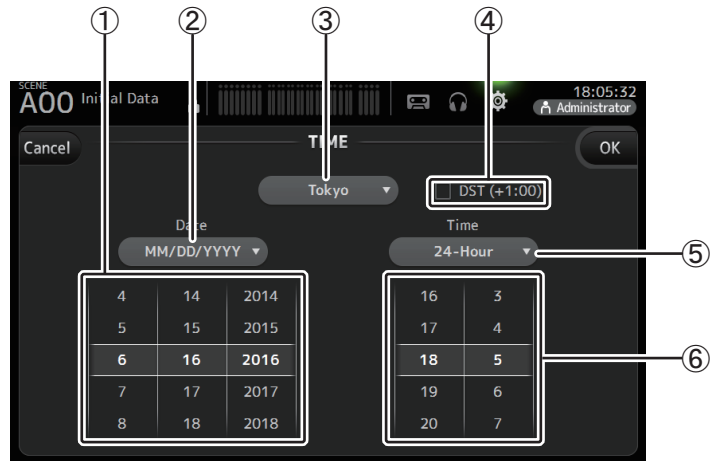 ① ② ③ ④
SCENE
A00 Initial Data
18:05:32
Administrator
Cancel
TIME
OK
Tokyo
DST (+1:00)
Date
Time
MM/DD/YYYY
24-Hour
⑤
4 14 2014 16 3
5 15 2015 17 4
6 16 2016 18 5
⑥
7 17 2017 19 6
8 18 2018 20 7